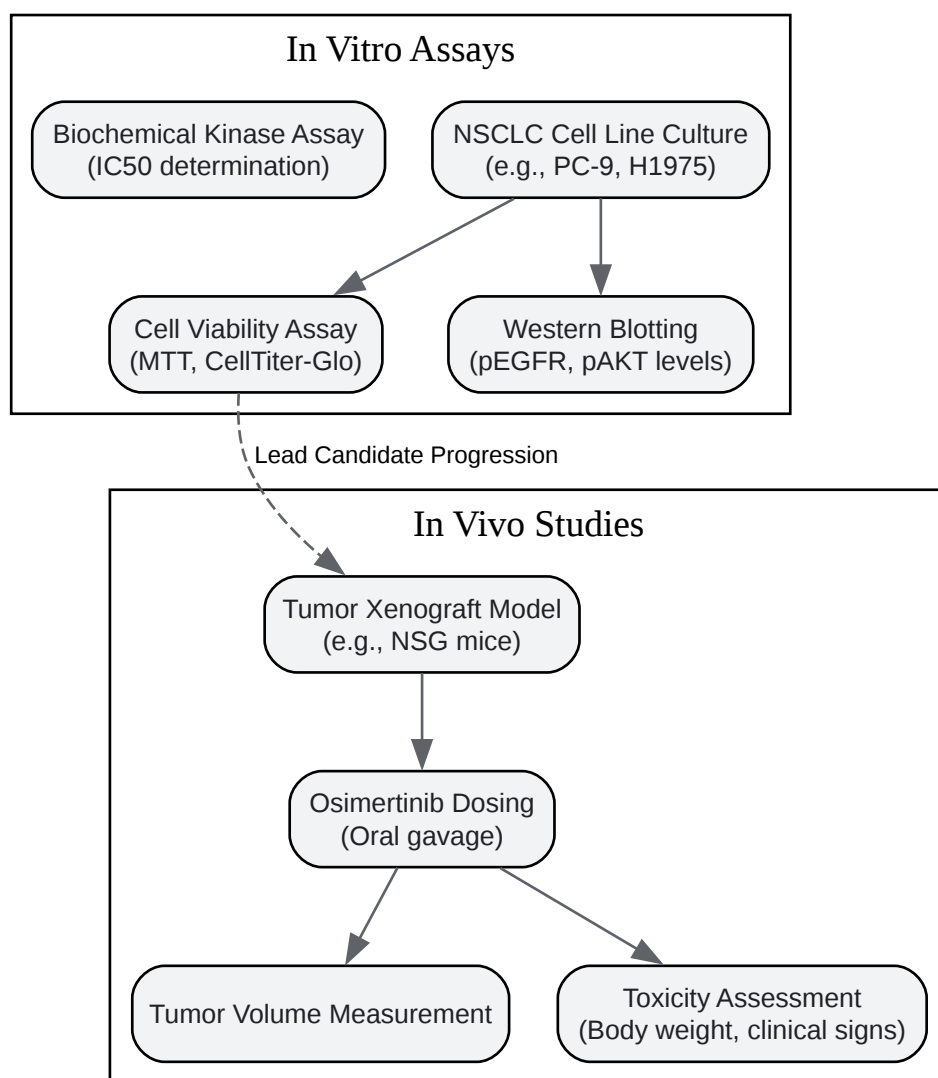 In Vitro Assays
Biochemical Kinase Assay
(IC50 determination)
NSCLC Cell Line Culture
(e.g., PC-9, H1975)
Cell Viability Assay
(MTT, CellTiter-Glo)
Western Blotting
(pEGFR, pAKT levels)
Lead Candidate Progression
In Vivo Studies
Tumor Xenograft Model
(e.g., NSG mice)
Osimertinib Dosing
(Oral gavage)
Tumor Volume Measurement
Toxicity Assessment
(Body weight, clinical signs)